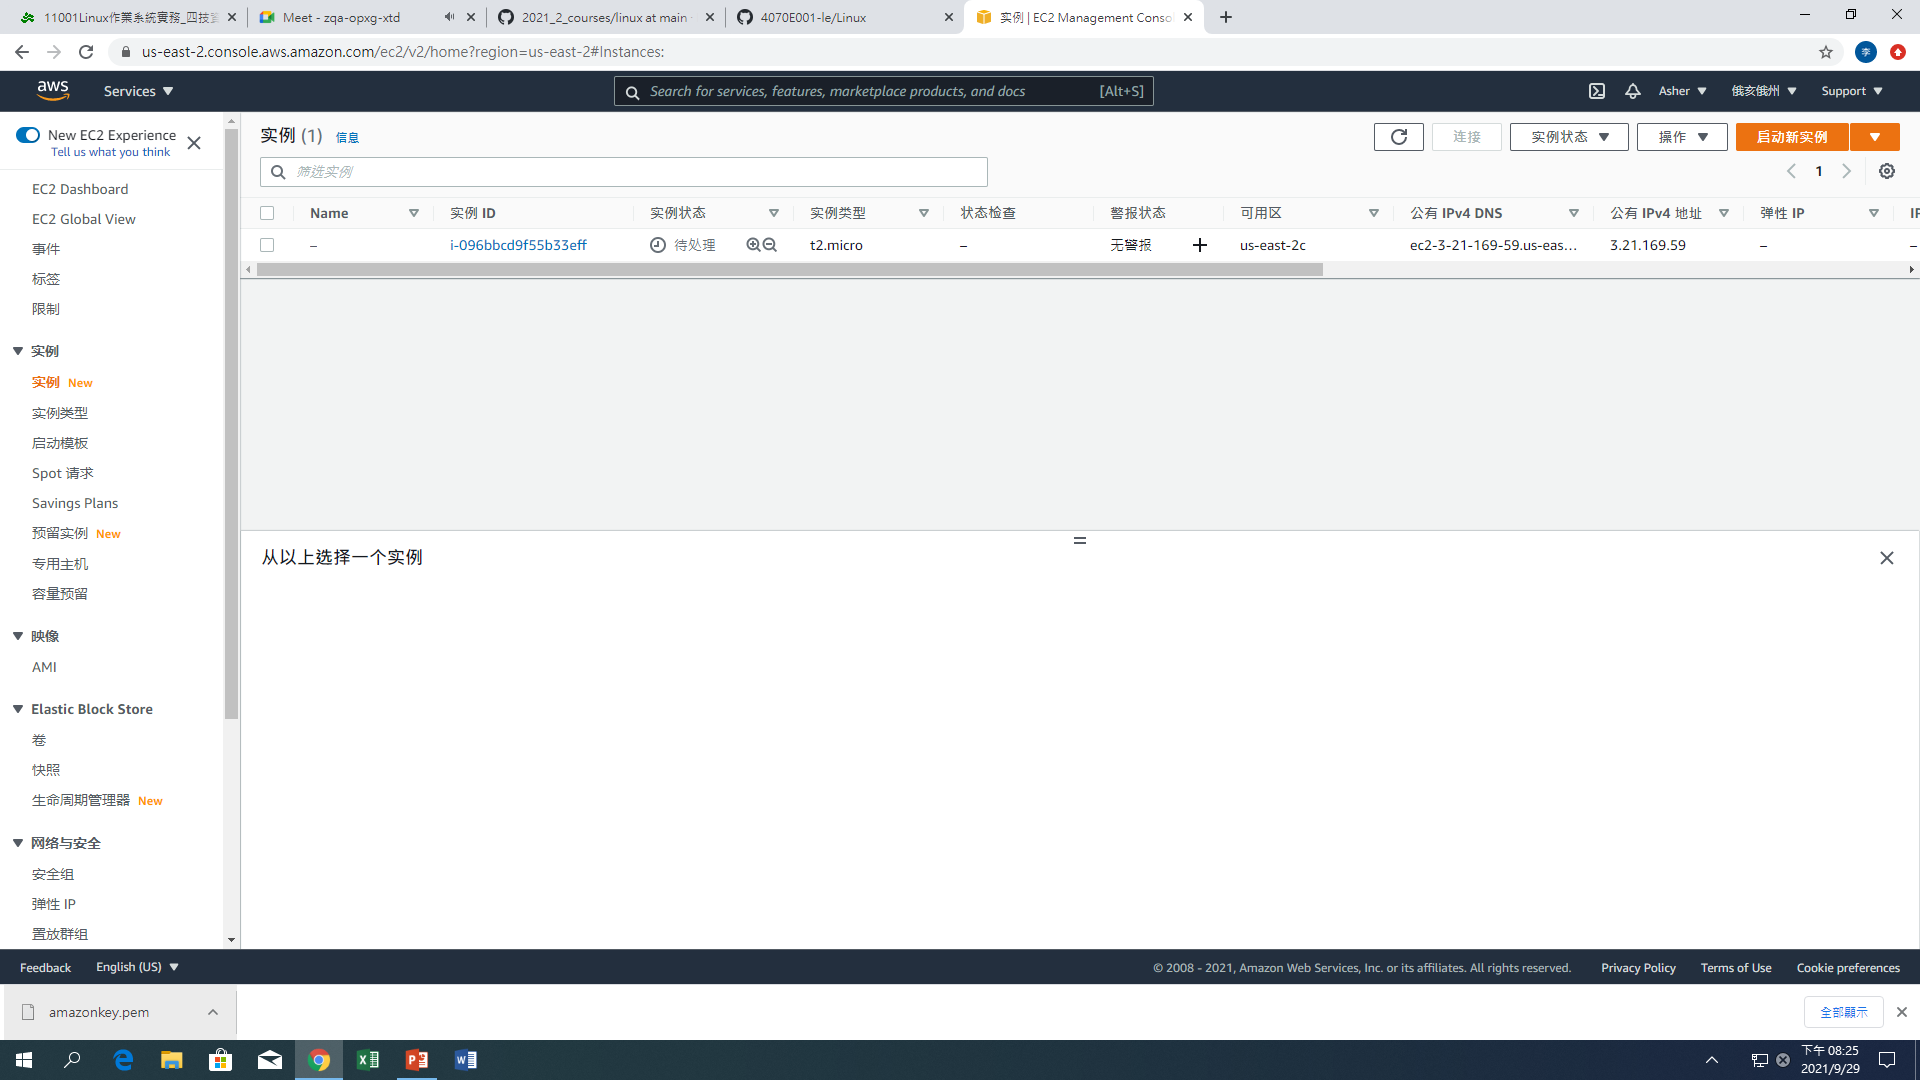 11001Linux作業系統實務_四技資
Meet - zqa-opxg-xtd
2021_2_courses/linux at main
4070E001-le/Linux
实例 | EC2 Management Conso
us-east-2.console.aws.amazon.com/ec2/v2/home?region=us-east-2#Instances:
李
aws
Services
Search for services, features, marketplace products, and docs
[Alt+S]
Asher
俄亥俄州
Support
New EC2 Experience
Tell us what you think
EC2 Dashboard
EC2 Global View
事件
标签
限制
实例
实例 New
实例类型
启动模板
Spot 请求
Savings Plans
预留实例 New
专用主机
容量预留
映像
AMI
Elastic Block Store
卷
快照
生命周期管理器 New
网络与安全
安全组
弹性 IP
置放群组
实例 (1) 信息
连接
实例状态
操作
启动新实例
筛选实例
1
Name 实例 ID 实例状态 实例类型 状态检查 警报状态 可用区 公有 IPv4 DNS 公有 IPv4 地址 弹性 IP IP
– i-096bbcd9f55b33eff 待处理 t2.micro – 无警报 + us-east-2c ec2-3-21-169-59.us-eas... 3.21.169.59 – –
从以上选择一个实例
Feedback
English (US)
© 2008 - 2021, Amazon Web Services, Inc. or its affiliates. All rights reserved.
Privacy Policy
Terms of Use
Cookie preferences
amazonkey.pem
全部顯示
下午 08:25
2021/9/29